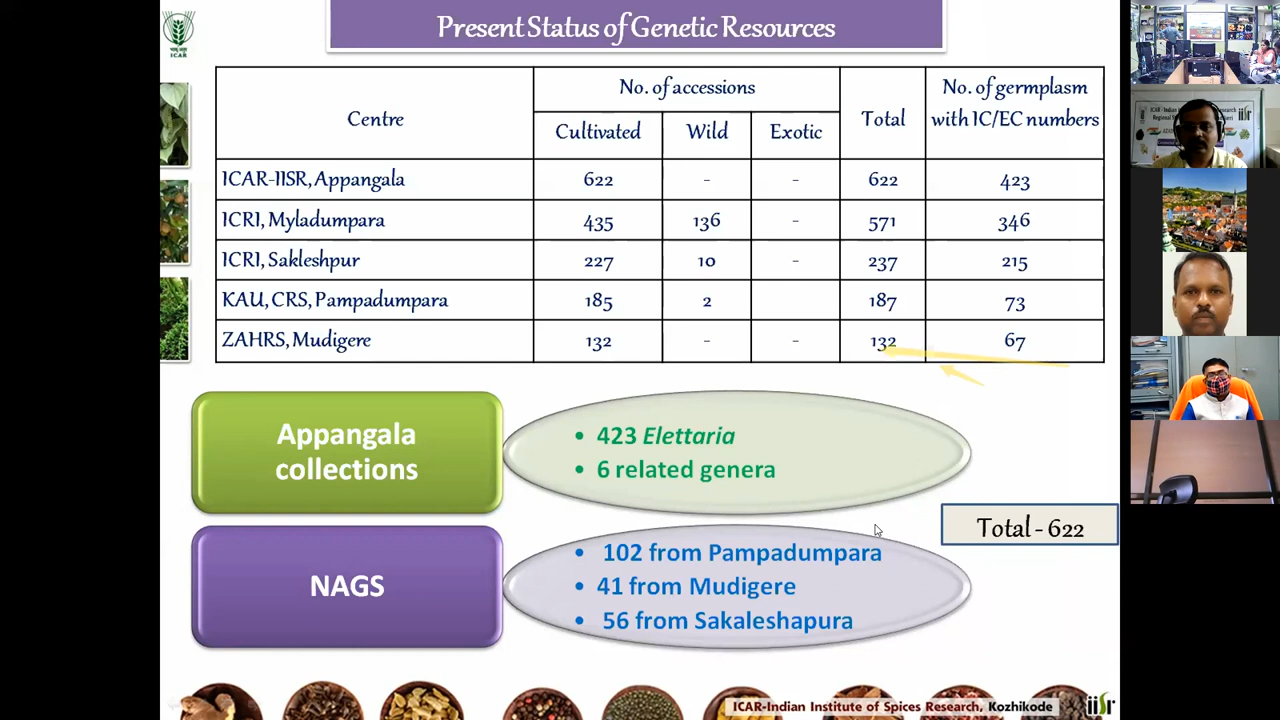 Present Status of Genetic Resources
ICAR
Centre
No. of accessions
Total
No. of germplasm
with IC/EC numbers
Cultivated
Wild
Exotic
ICAR-IISR, Appangala 622 - - 622 423
ICRI, Myladumpara 435 136 - 571 346
ICRI, Sakleshpur 227 10 - 237 215
KAU, CRS, Pampadumpara 185 2 187 73
ZAHRS, Mudigere 132 - - 132 67
Appangala
collections
• 423 Elettaria
• 6 related genera
Total - 622
NAGS
• 102 from Pampadumpara
• 41 from Mudigere
• 56 from Sakaleshapura
ICAR-Indian Institute of Spices Research, Kozhikode
iisr